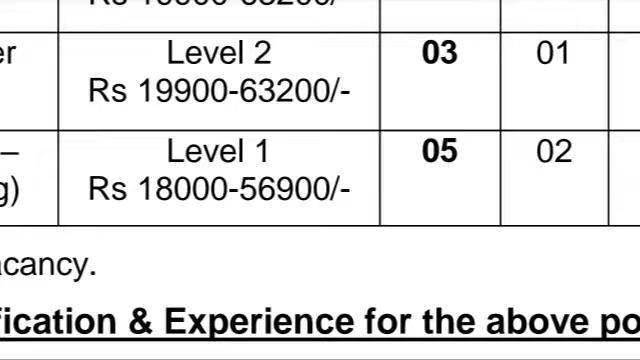 er Level 2 03 01
Rs 19900-63200/-
– Level 1 05 02
g) Rs 18000-56900/-
acancy.
fication & Experience for the above po